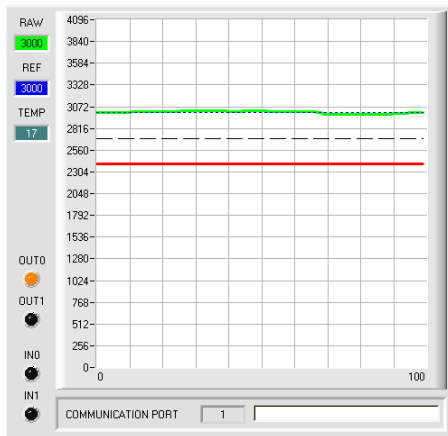 RAW
3000
REF
3000
TEMP
17
OUT0
OUT1
IN0
IN1
4096
3840
3584
3328
3072
2816
2560
2304
2048
1792
1536
1280
1024
768
512
256
0
0
100
COMMUNICATION PORT
1